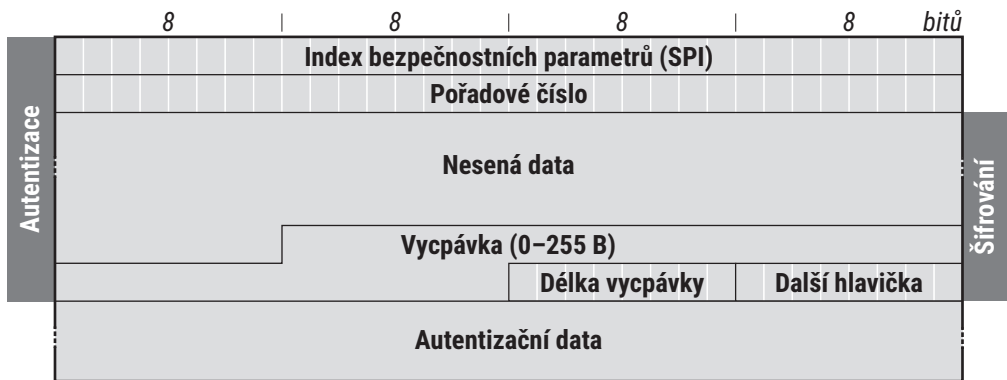 8 8 8 8 bitů
Index bezpečnostních parametrů (SPI)
Pořadové číslo
Autentizace
Nesená data
Šifrování
Vycpávka (0–255 B)
Délka vycpávky Další hlavička
Autentizační data